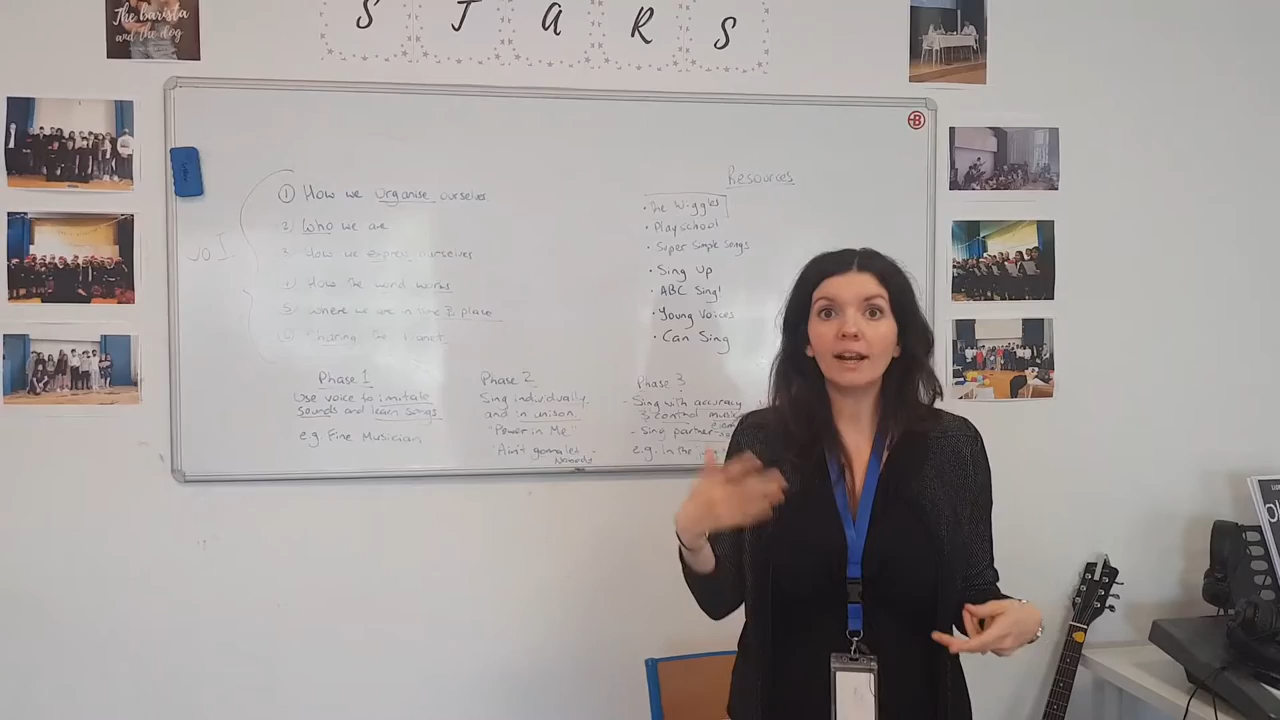 The barista
and the dog
S T A R S
Resources
① How we organise ourselves
2) Who we are
3 How we express ourselves
How the world works
5) Where we are in time & place
Sharing the Planet
UOI
• The Wiggles
• Playschool
• Super Simple Songs
• Sing Up
• ABC Sing!
• Young Voices
• Can Sing
Phase 1
Use voice to imitate
sounds and learn songs
e.g. Fine Musician
Phase 2
Sing individually
and in unison
"Power in Me"
"Ain't gonna let
Nobody
Phase 3
- Sing with accuracy
& control
- Sing partner
e.g. In the